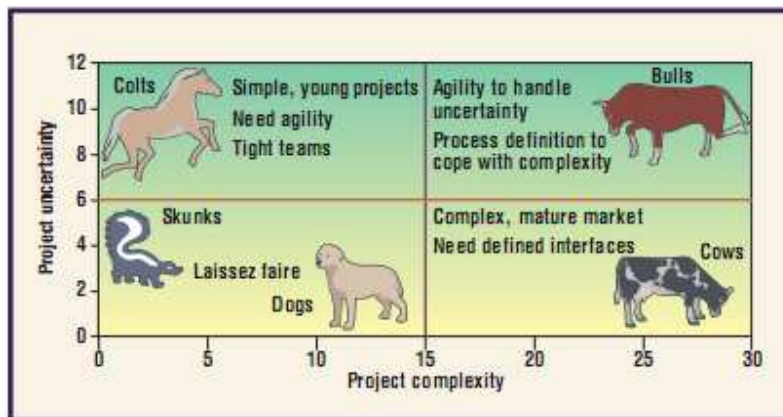 Project uncertainty
12
10
8
6
4
2
0
Colts
Simple, young projects
Need agility
Tight teams
Agility to handle
uncertainty
Process definition to
cope with complexity
Bulls
Skunks
Laissez faire
Dogs
Complex, mature market
Need defined interfaces
Cows
0
5
10
15
20
25
30
Project complexity